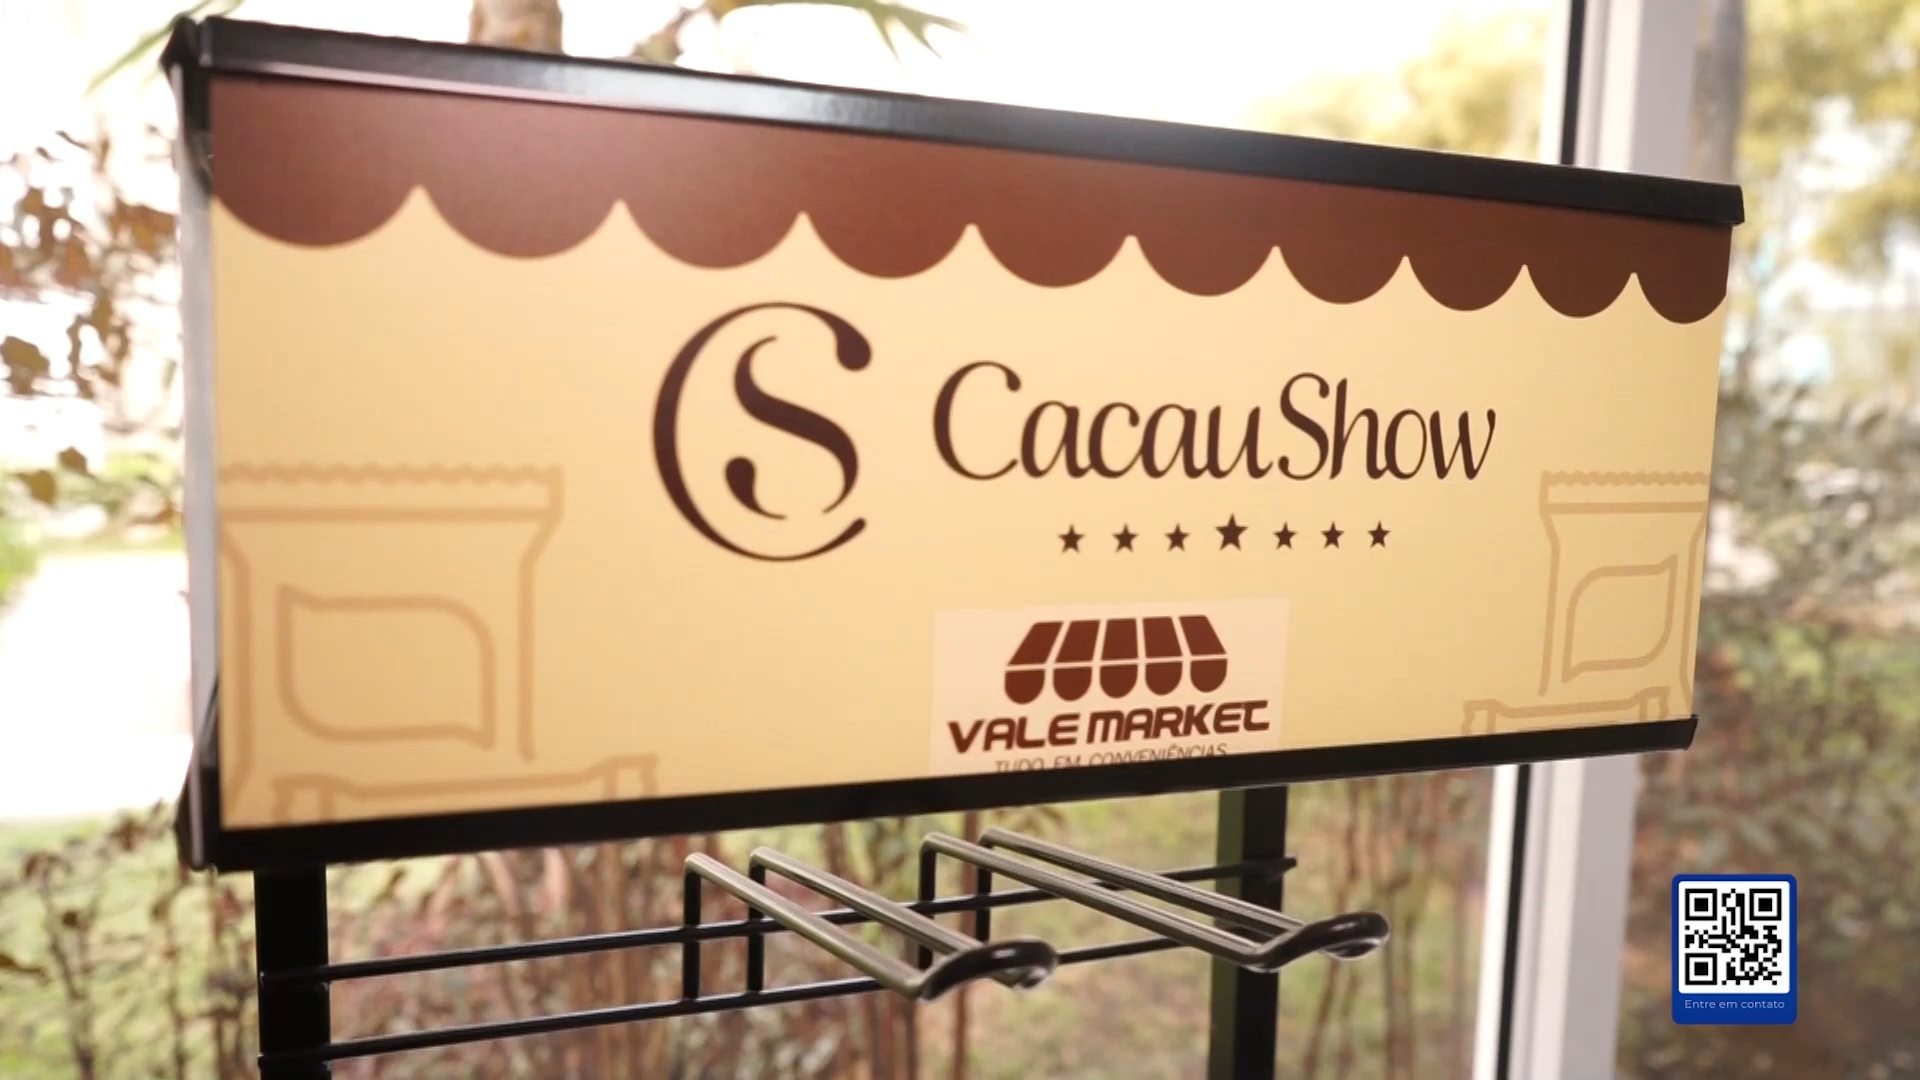 CS
CacauShow
VALE MARKET
TUDO EM CONVENIÊNCIAS
Entre em contato